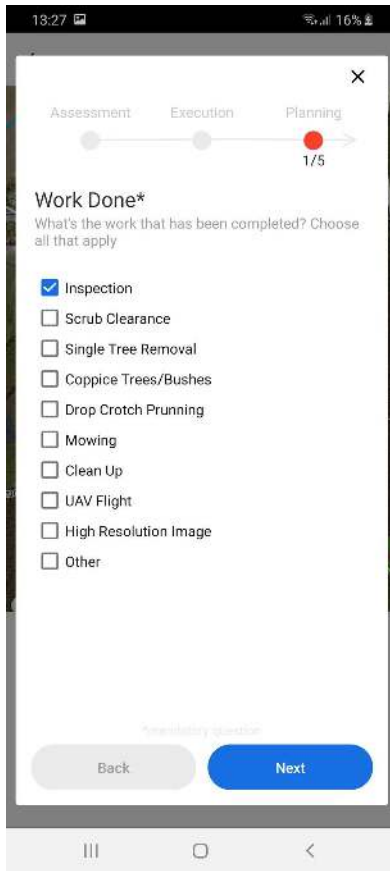 13:27 16%
Assessment Execution Planning
1/5
Work Done*
What's the work that has been completed? Choose
all that apply
Inspection
Scrub Clearance
Single Tree Removal
Coppice Trees/Bushes
Drop Crotch Prunning
Mowing
Clean Up
UAV Flight
High Resolution Image
Other
*mandatory question
Back Next